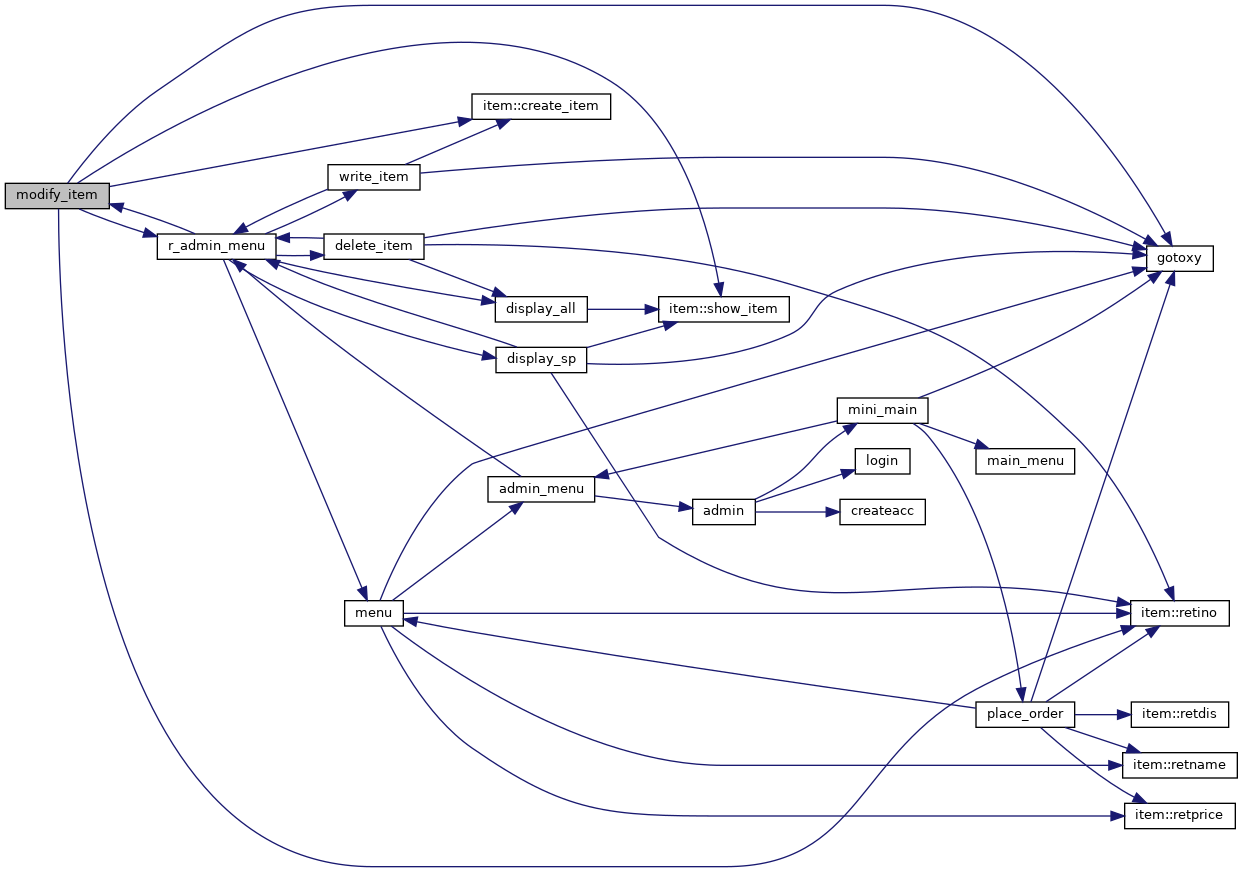 item::create_item
write_item
modify_item
r_admin_menu
delete_item
gotoxy
display_all
item::show_item
display_sp
mini_main
login
main_menu
admin_menu
admin
createacc
menu
item::retino
place_order
item::retdis
item::retname
item::retprice